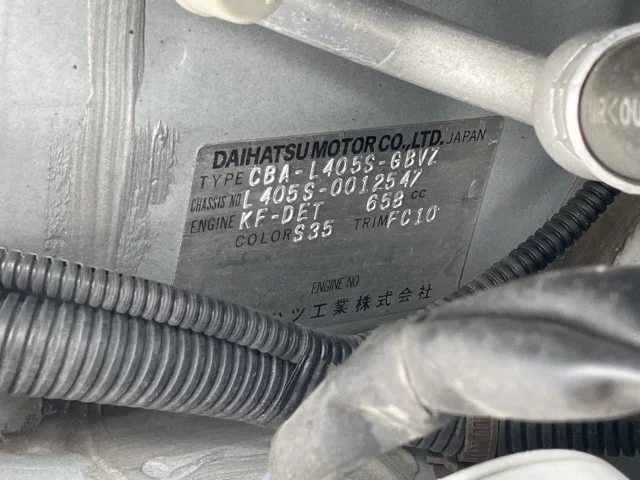 DAIHATSU MOTOR CO., LTD. JAPAN
TYPE CBA-L405S-GBVZ
CHASSIS NO. L405S-0012547
ENGINE KF-DET 658 cc
COLOR S35 TRIM FC10
ENGINE NO.
ハツ工業株式会社